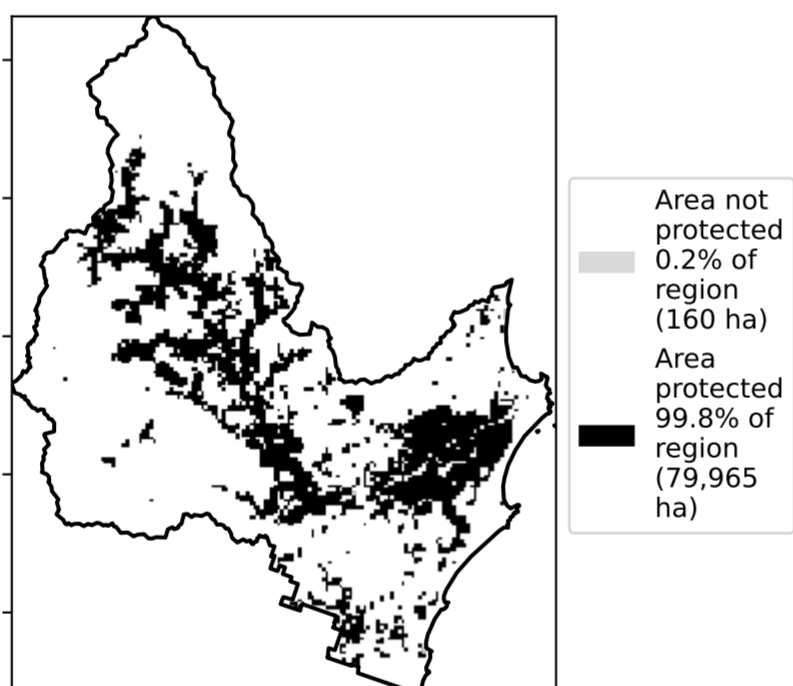 Area not
protected
0.2% of
region
(160 ha)
Area
protected
99.8% of
region
(79,965
ha)